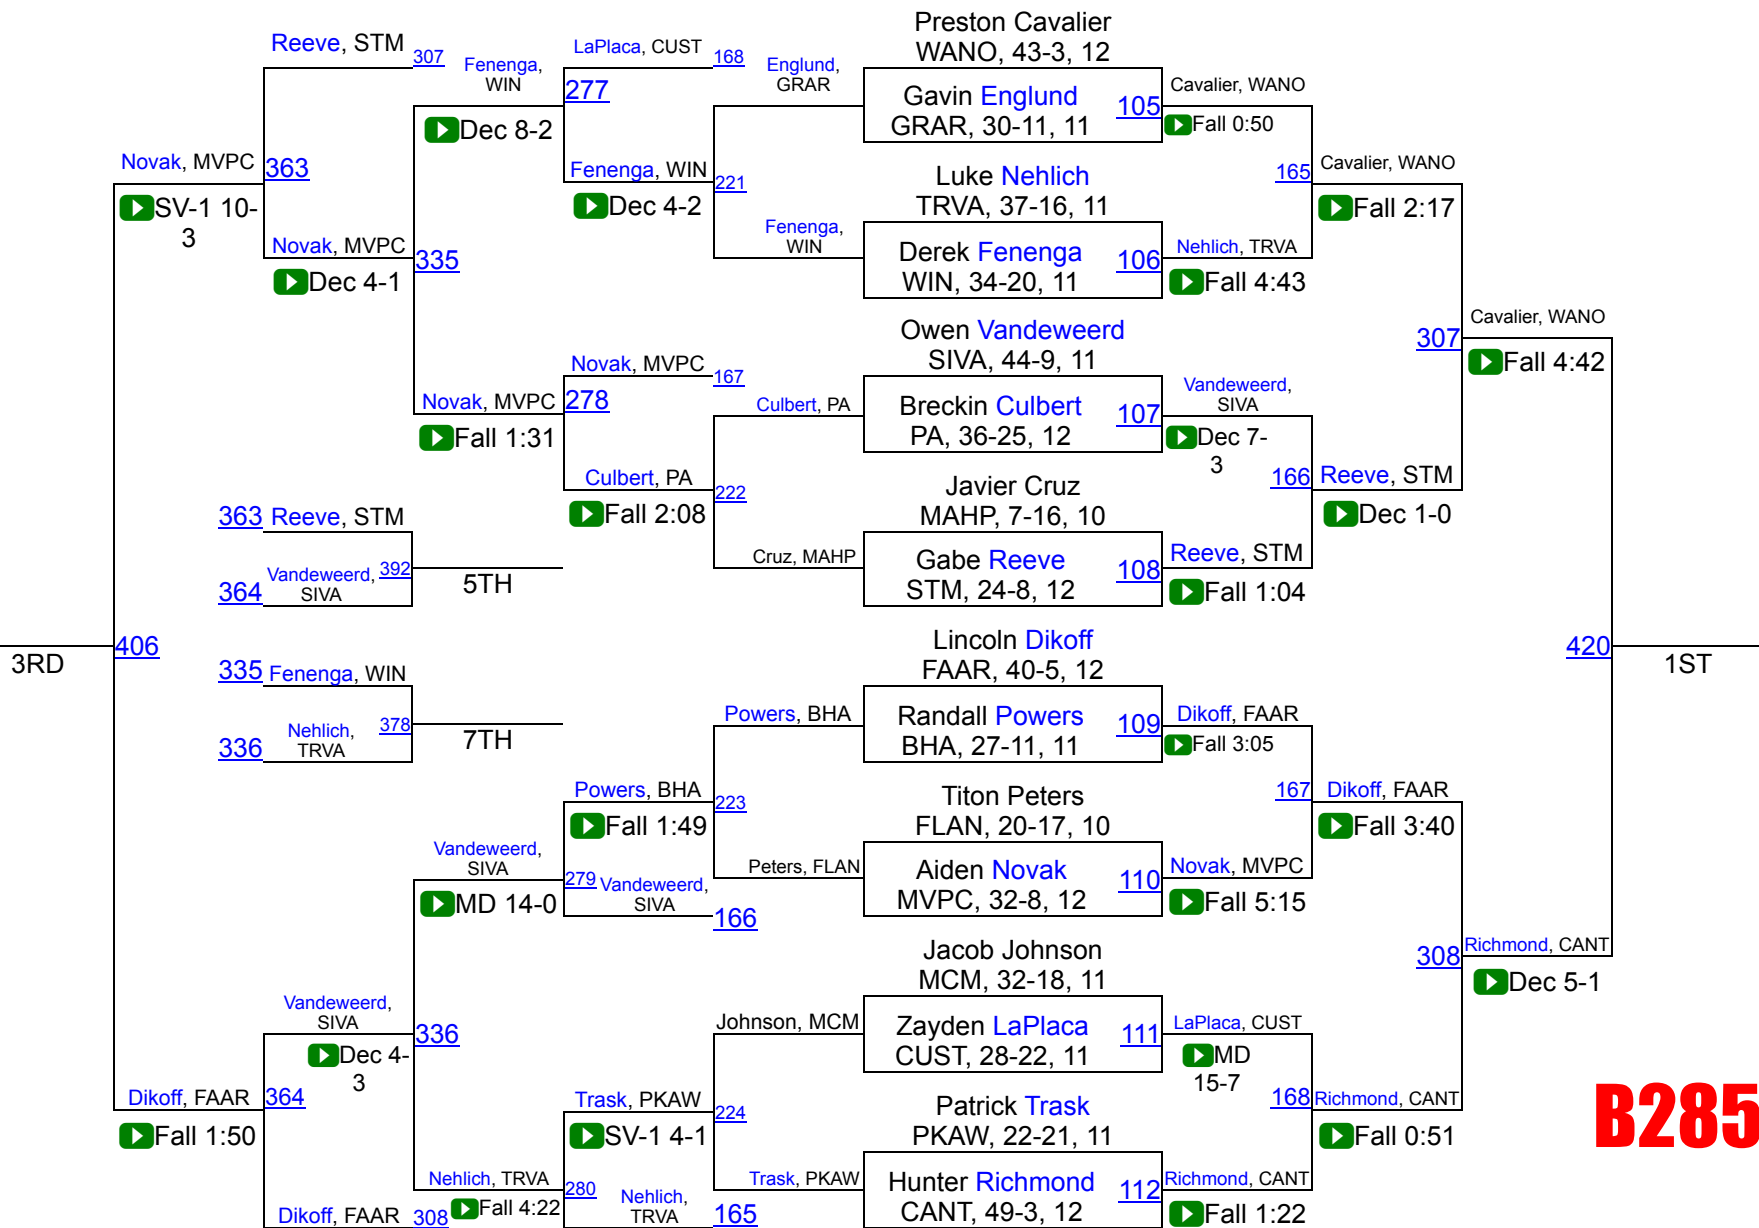 Preston Cavalier
WANO, 43-3, 12
Gavin Englund
GRAR, 30-11, 11
105
Luke Nehlich
TRVA, 37-16, 11
Derek Fenenga
WIN, 34-20, 11
106
Owen Vandeweerd
SIVA, 44-9, 11
Breckin Culbert
PA, 36-25, 12
107
Javier Cruz
MAHP, 7-16, 10
Gabe Reeve
STM, 24-8, 12
108
Lincoln Dikoff
FAAR, 40-5, 12
Randall Powers
BHA, 27-11, 11
109
Titon Peters
FLAN, 20-17, 10
Aiden Novak
MVPC, 32-8, 12
110
Jacob Johnson
MCM, 32-18, 11
Zayden LaPlaca
CUST, 28-22, 11
111
Patrick Trask
PKAW, 22-21, 11
Hunter Richmond
CANT, 49-3, 12
112
Cavalier, WANO
Fall 0:50
165
Nehlich, TRVA
Fall 4:43
Vandeweerd,
SIVA
Dec 7-
3
166
Reeve, STM
Fall 1:04
Dikoff, FAAR
Fall 3:05
167
Novak, MVPC
Fall 5:15
LaPlaca, CUST
MD
15-7
168
Richmond, CANT
Fall 1:22
Cavalier, WANO
Fall 2:17
307
Reeve, STM
Dec 1-0
Dikoff, FAAR
Fall 3:40
308
Richmond, CANT
Fall 0:51
Cavalier, WANO
Fall 4:42
420
Richmond, CANT
Dec 5-1
1ST
B285
Englund,
GRAR
221
Fenenga,
WIN
Culbert, PA
222
Cruz, MAHP
Powers, BHA
223
Peters, FLAN
Johnson, MCM
224
Trask, PKAW
LaPlaca, CUST
168
277
Fenenga, WIN
Dec 4-2
Novak, MVPC
167
278
Culbert, PA
Fall 2:08
Powers, BHA
Fall 1:49
279
Vandeweerd,
SIVA
166
Trask, PKAW
SV-1 4-1
280
Nehlich,
TRVA
165
Fenenga,
WIN
Dec 8-2
335
Novak, MVPC
Fall 1:31
Vandeweerd,
SIVA
MD 14-0
336
Nehlich, TRVA
Fall 4:22
Reeve, STM
307
363
Novak, MVPC
Dec 4-1
363
Reeve, STM
392
5TH
364
Vandeweerd,
SIVA
335
Fenenga, WIN
378
7TH
336
Nehlich,
TRVA
Vandeweerd,
SIVA
Dec 4-
3
364
Dikoff, FAAR
308
Novak, MVPC
SV-1 10-
3
406
Dikoff, FAAR
Fall 1:50
3RD